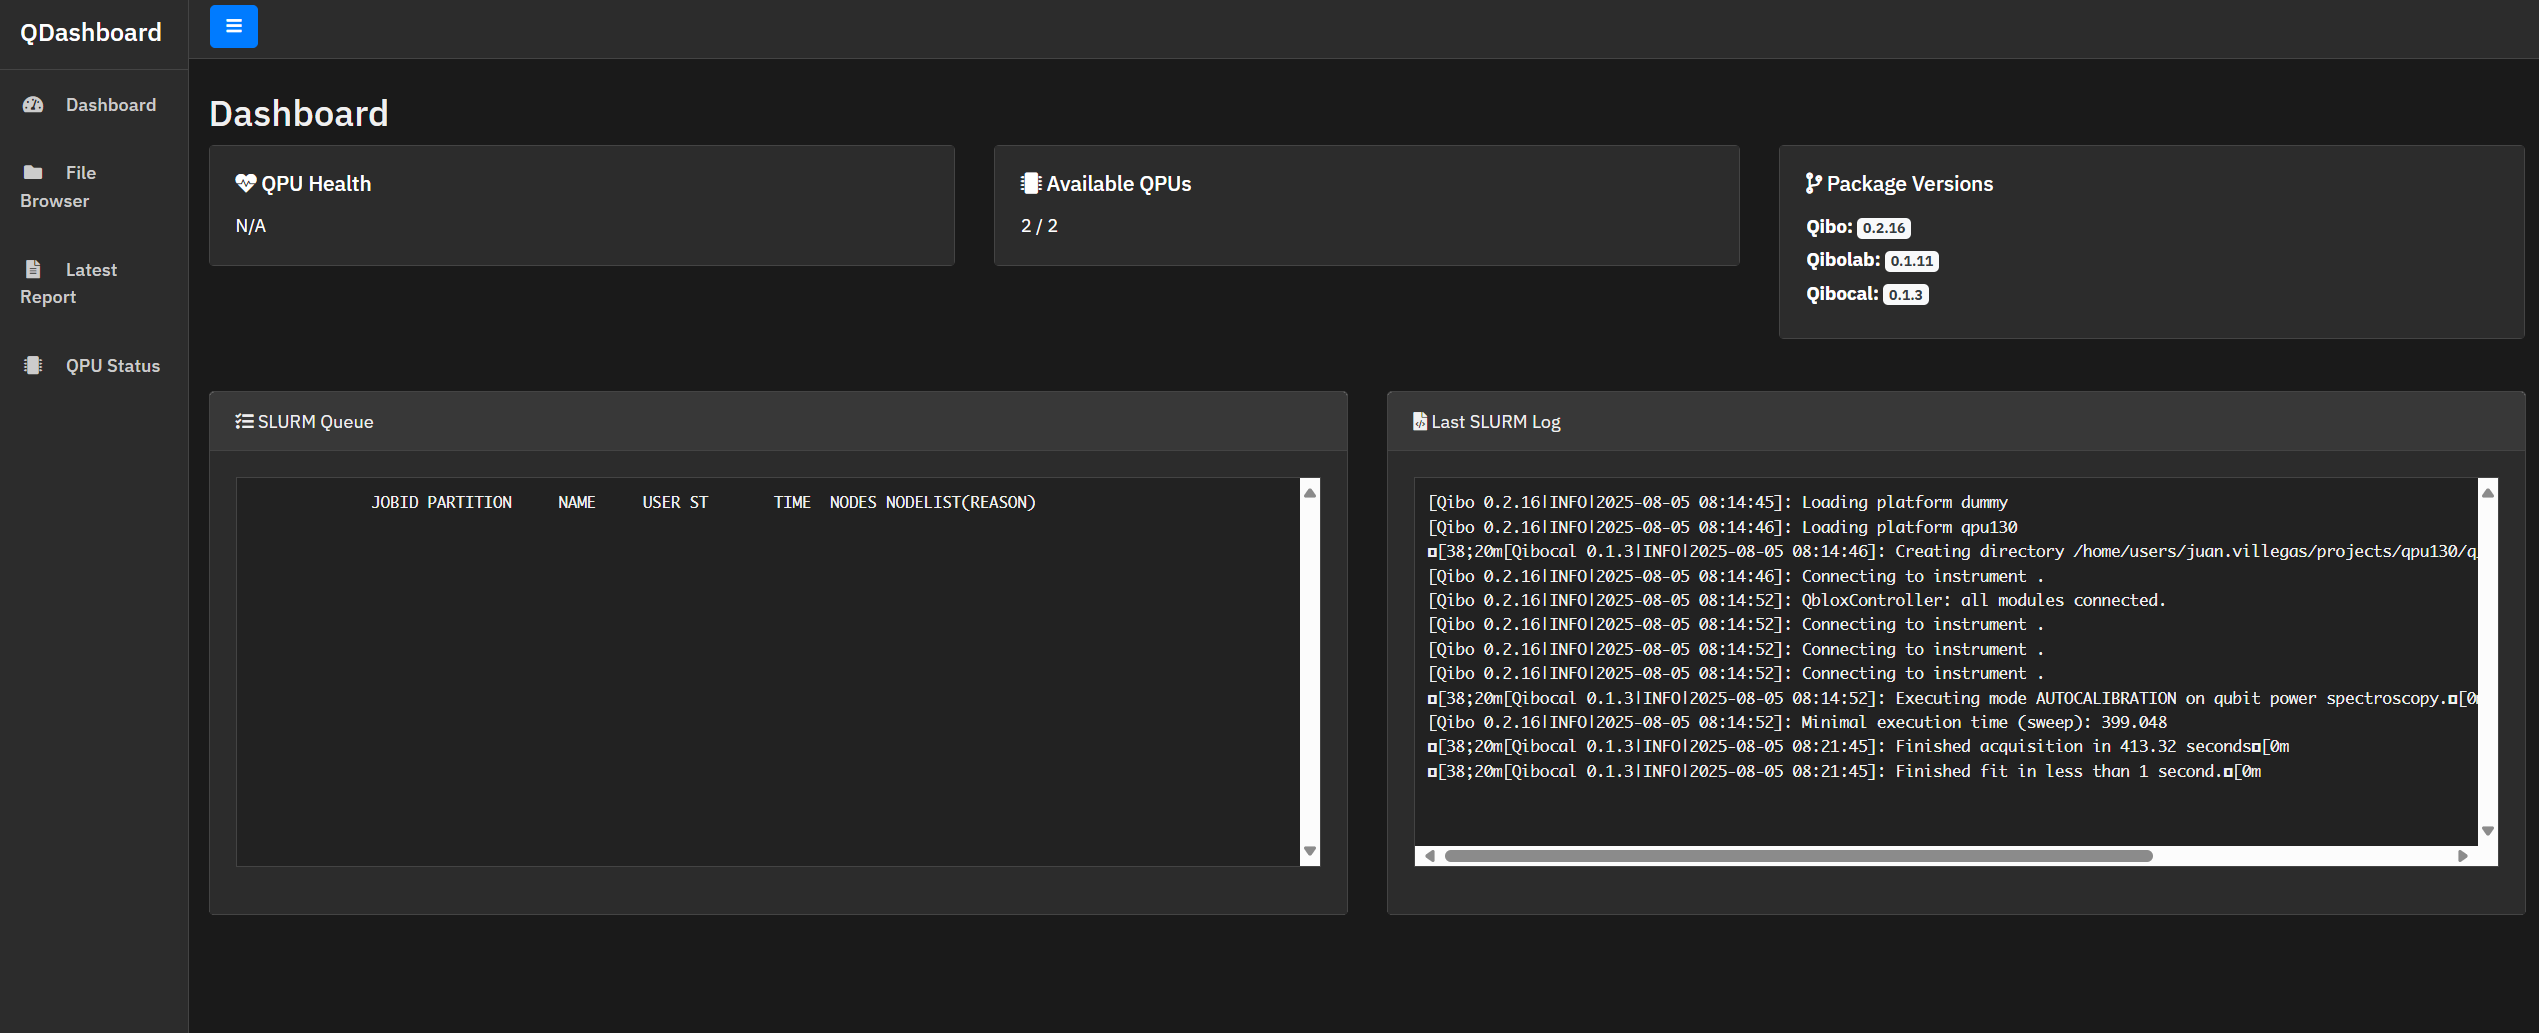 QDashboard
Dashboard
File
Browser
Latest
Report
QPU Status
Dashboard
QPU Health
N/A
Available QPUs
2 / 2
Package Versions
Qibo: 0.2.16
Qibolab: 0.1.11
Qibocal: 0.1.3
SLURM Queue
JOBID PARTITION NAME USER ST TIME NODES NODELIST(REASON)
Last SLURM Log
[Qibo 0.2.16|INFO|2025-08-05 08:14:45]: Loading platform dummy
[Qibo 0.2.16|INFO|2025-08-05 08:14:46]: Loading platform qpu130
[38;20m[Qibocal 0.1.3|INFO|2025-08-05 08:14:46]: Creating directory /home/users/juan.villegas/projects/qpu130/q
[Qibo 0.2.16|INFO|2025-08-05 08:14:46]: Connecting to instrument .
[Qibo 0.2.16|INFO|2025-08-05 08:14:52]: QbloxController: all modules connected.
[Qibo 0.2.16|INFO|2025-08-05 08:14:52]: Connecting to instrument .
[Qibo 0.2.16|INFO|2025-08-05 08:14:52]: Connecting to instrument .
[Qibo 0.2.16|INFO|2025-08-05 08:14:52]: Connecting to instrument .
[38;20m[Qibocal 0.1.3|INFO|2025-08-05 08:14:52]: Executing mode AUTOCALIBRATION on qubit power spectroscopy.[0m
[Qibo 0.2.16|INFO|2025-08-05 08:14:52]: Minimal execution time (sweep): 399.048
[38;20m[Qibocal 0.1.3|INFO|2025-08-05 08:21:45]: Finished acquisition in 413.32 seconds[0m
[38;20m[Qibocal 0.1.3|INFO|2025-08-05 08:21:45]: Finished fit in less than 1 second.[0m